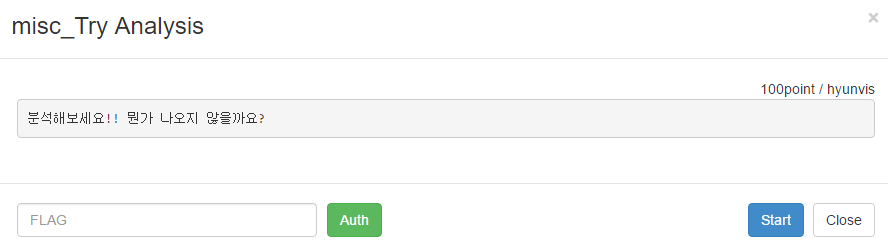 misc_Try Analysis
×
100point / hyunvis
분석해보세요!! 뭔가 나오지 않을까요?
FLAG
Auth
Start
Close